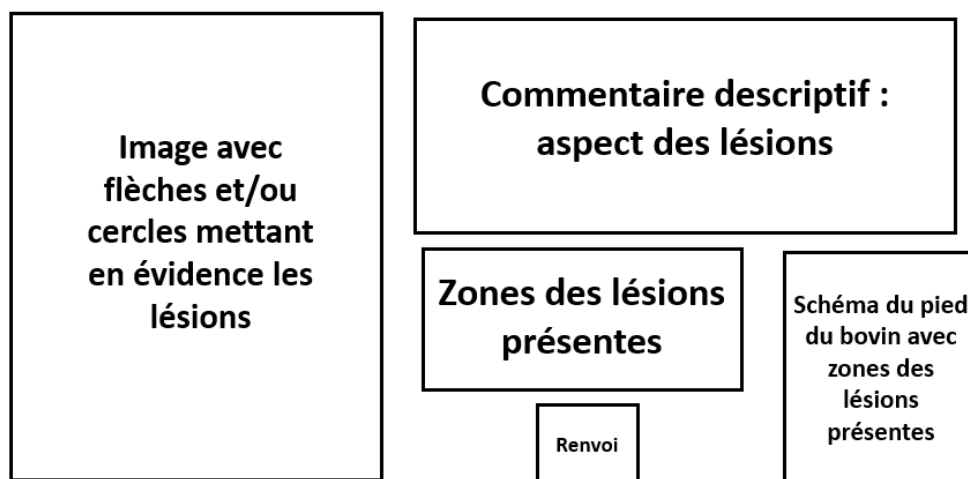 Image avec
flèches et/ou
cercles mettant
en évidence les
lésions
Commentaire descriptif :
aspect des lésions
Zones des lésions
présentes
Renvoi
Schéma du pied
du bovin avec
zones des
lésions
présentes